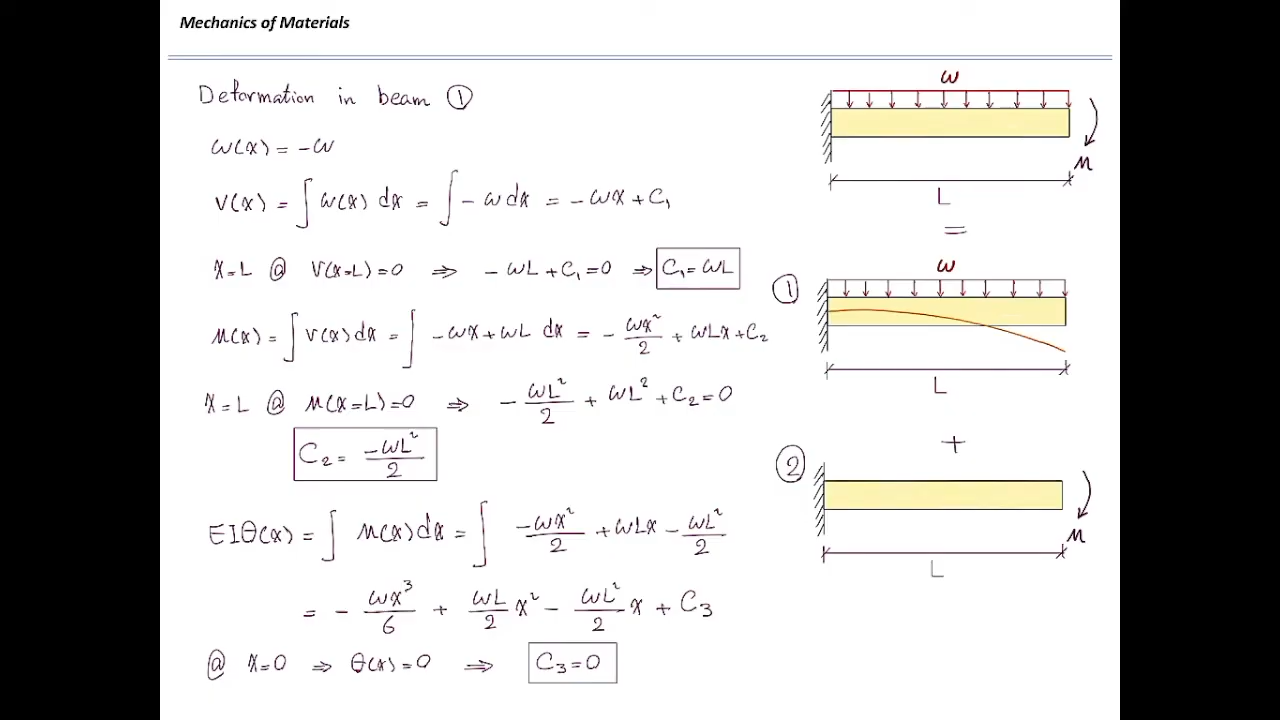 Mechanics of Materials
Deformation in beam ①
ω(x) = -ω
V(x) = ∫ ω(x) dx = ∫ - ω dx = - ωx + C₁
x=L @ V(x=L)=0 ⇒ - ωL + C₁ = 0 ⇒ C₁ = ωL
M(x) = ∫ V(x) dx = ∫ -ωx + ωL dx = - ωx²/2 + ωLx + C₂
x=L @ M(x=L)=0 ⇒ - ωL²/2 + ωL² + C₂ = 0
C₂ = -ωL²/2
EIθ(x) = ∫ M(x) dx = ∫ -ωx²/2 + ωLx - ωL²/2
= - ωx³/6 + ωL/2 x² - ωL²/2 x + C₃
@ x=0 ⇒ θ(x) = 0 ⇒ C₃ = 0
ω
M
L
=
①
ω
L
+
②
M
L